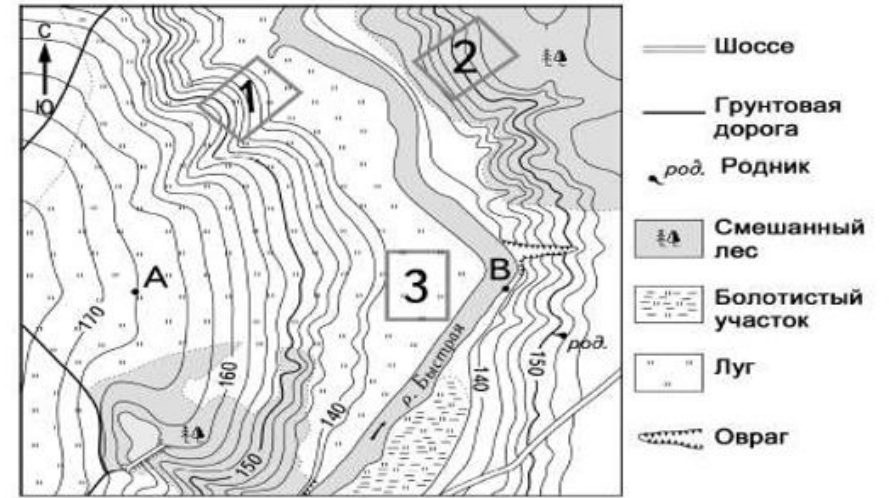 С
Ю
1
2
3
А
В
170
160
150
140
140
150
р. Быстрая
род.
Шоссе
Грунтовая
дорога
род. Родник
Смешанный
лес
Болотистый
участок
Луг
Овраг